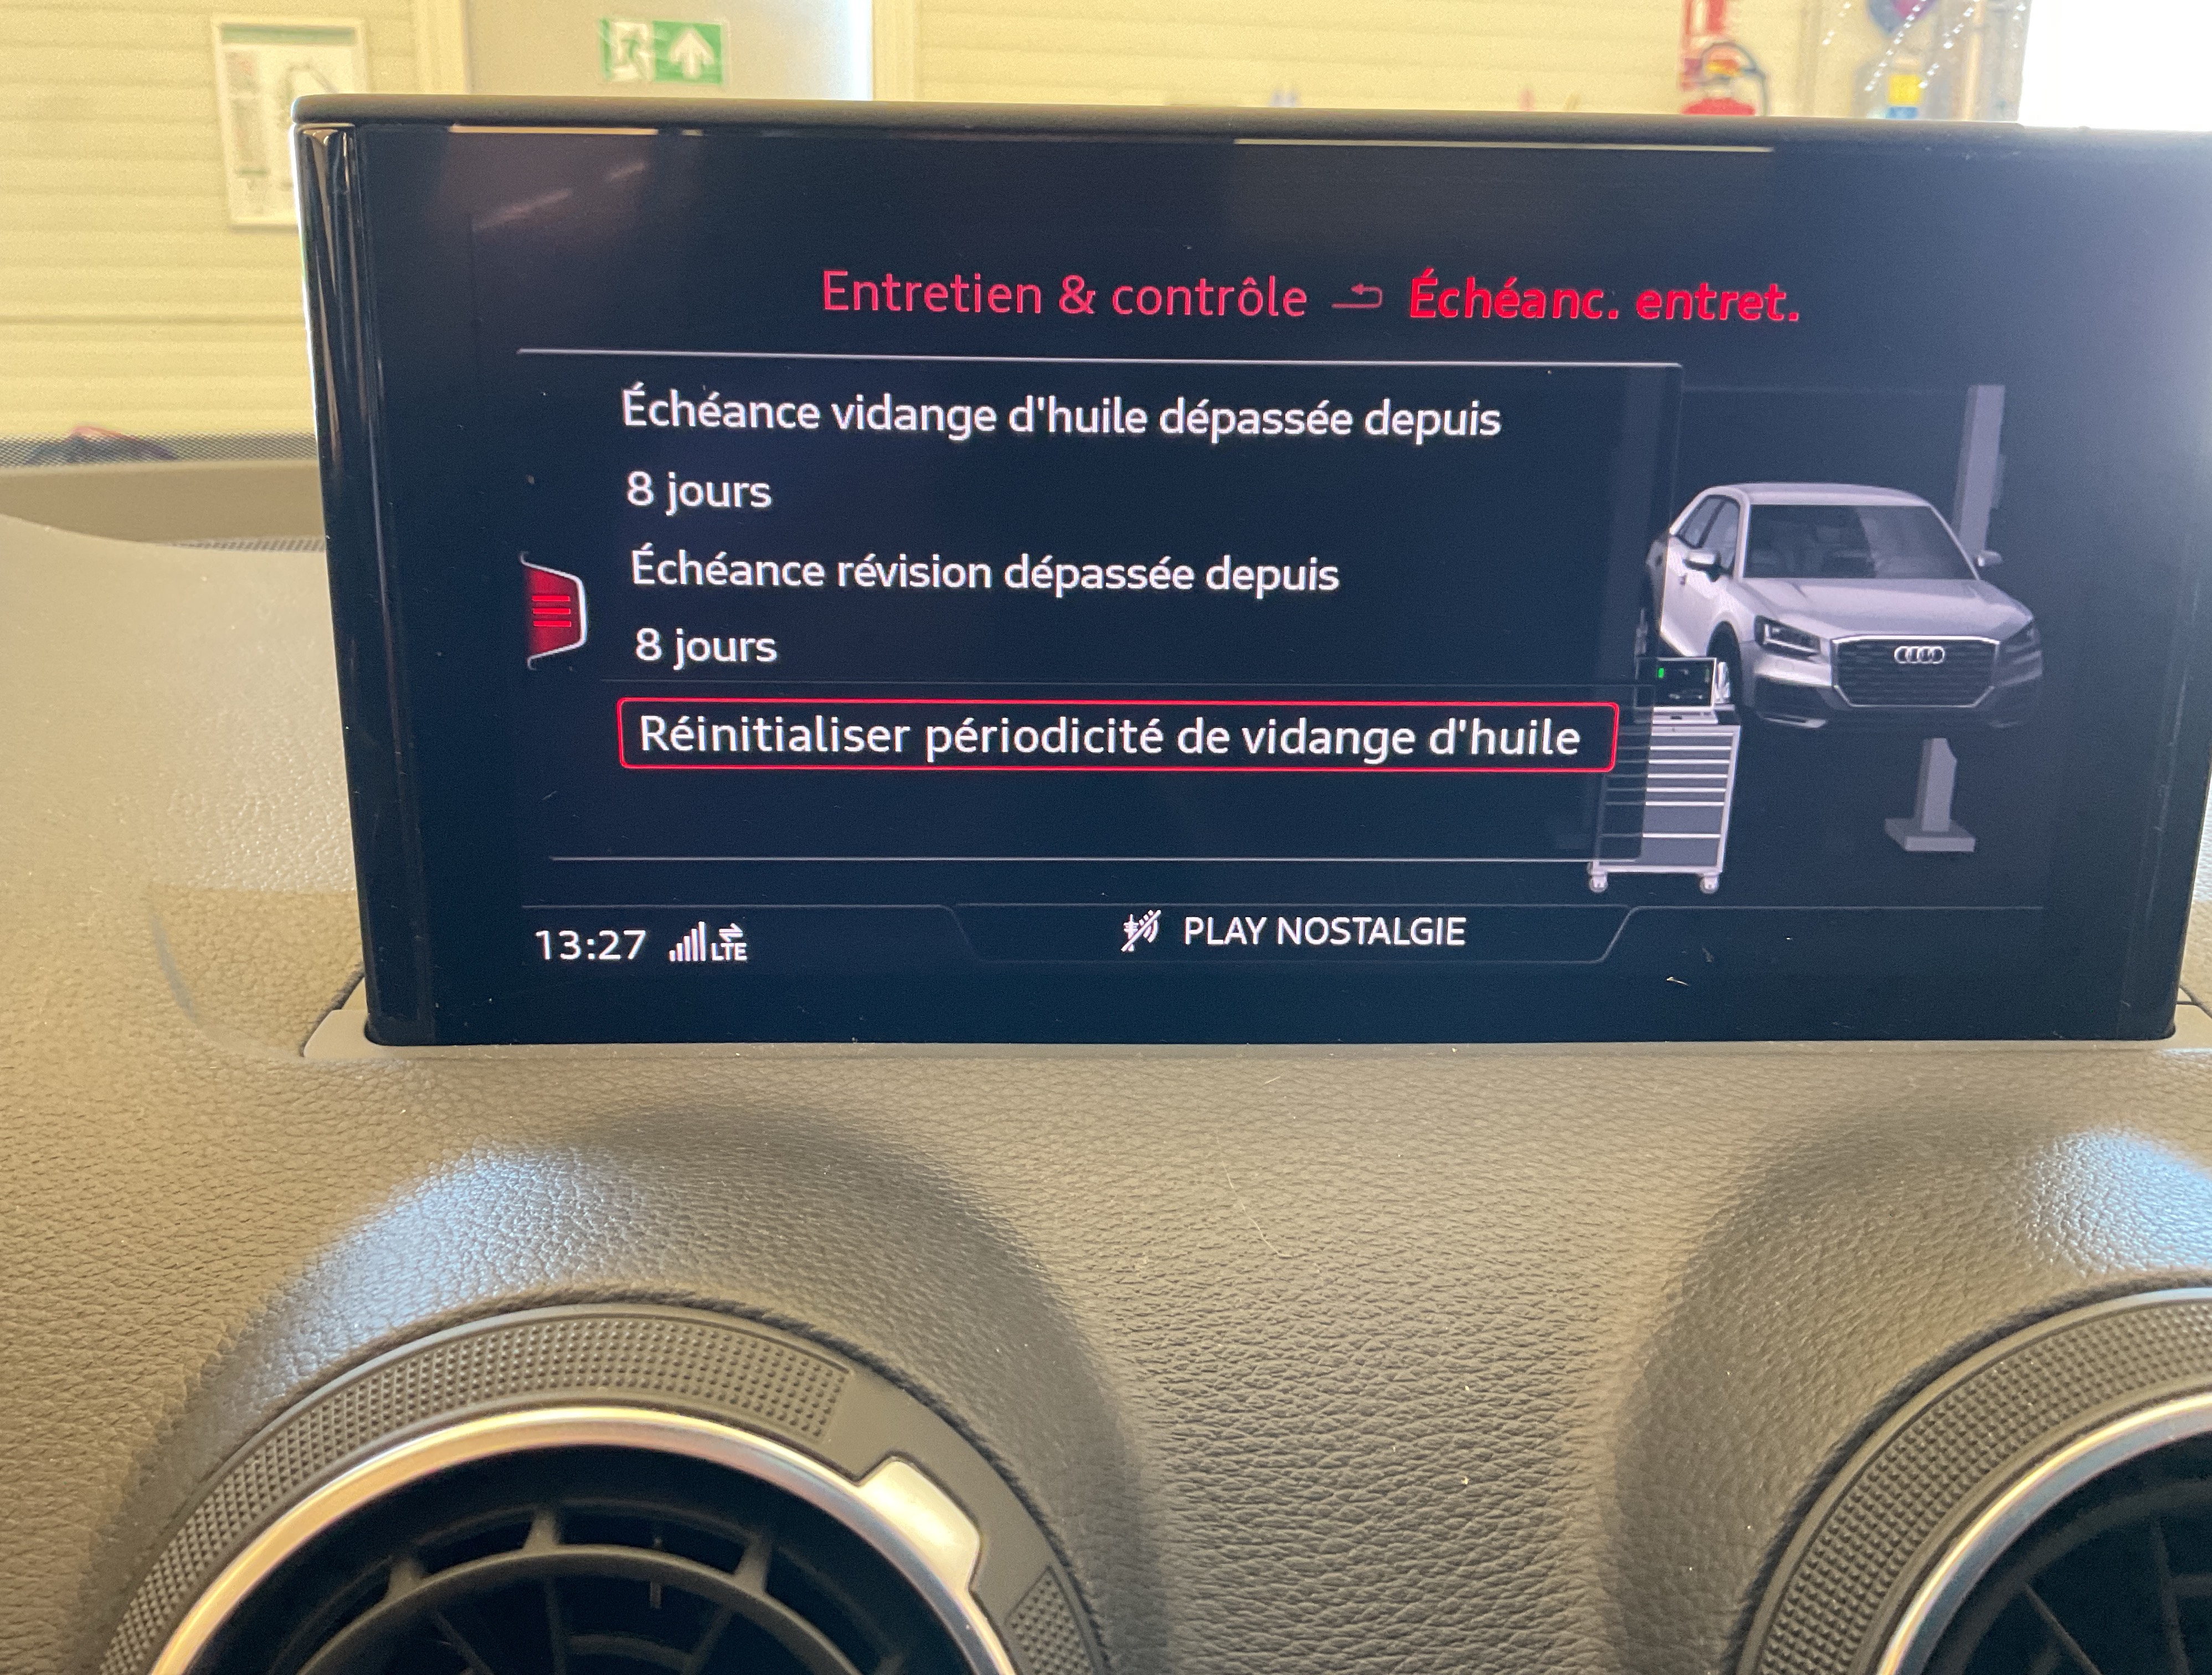 Entretien & contrôle Échéanc. entret.
Échéance vidange d'huile dépassée depuis
8 jours
Échéance révision dépassée depuis
8 jours
Réinitialiser périodicité de vidange d'huile
13:27 LTE PLAY NOSTALGIE